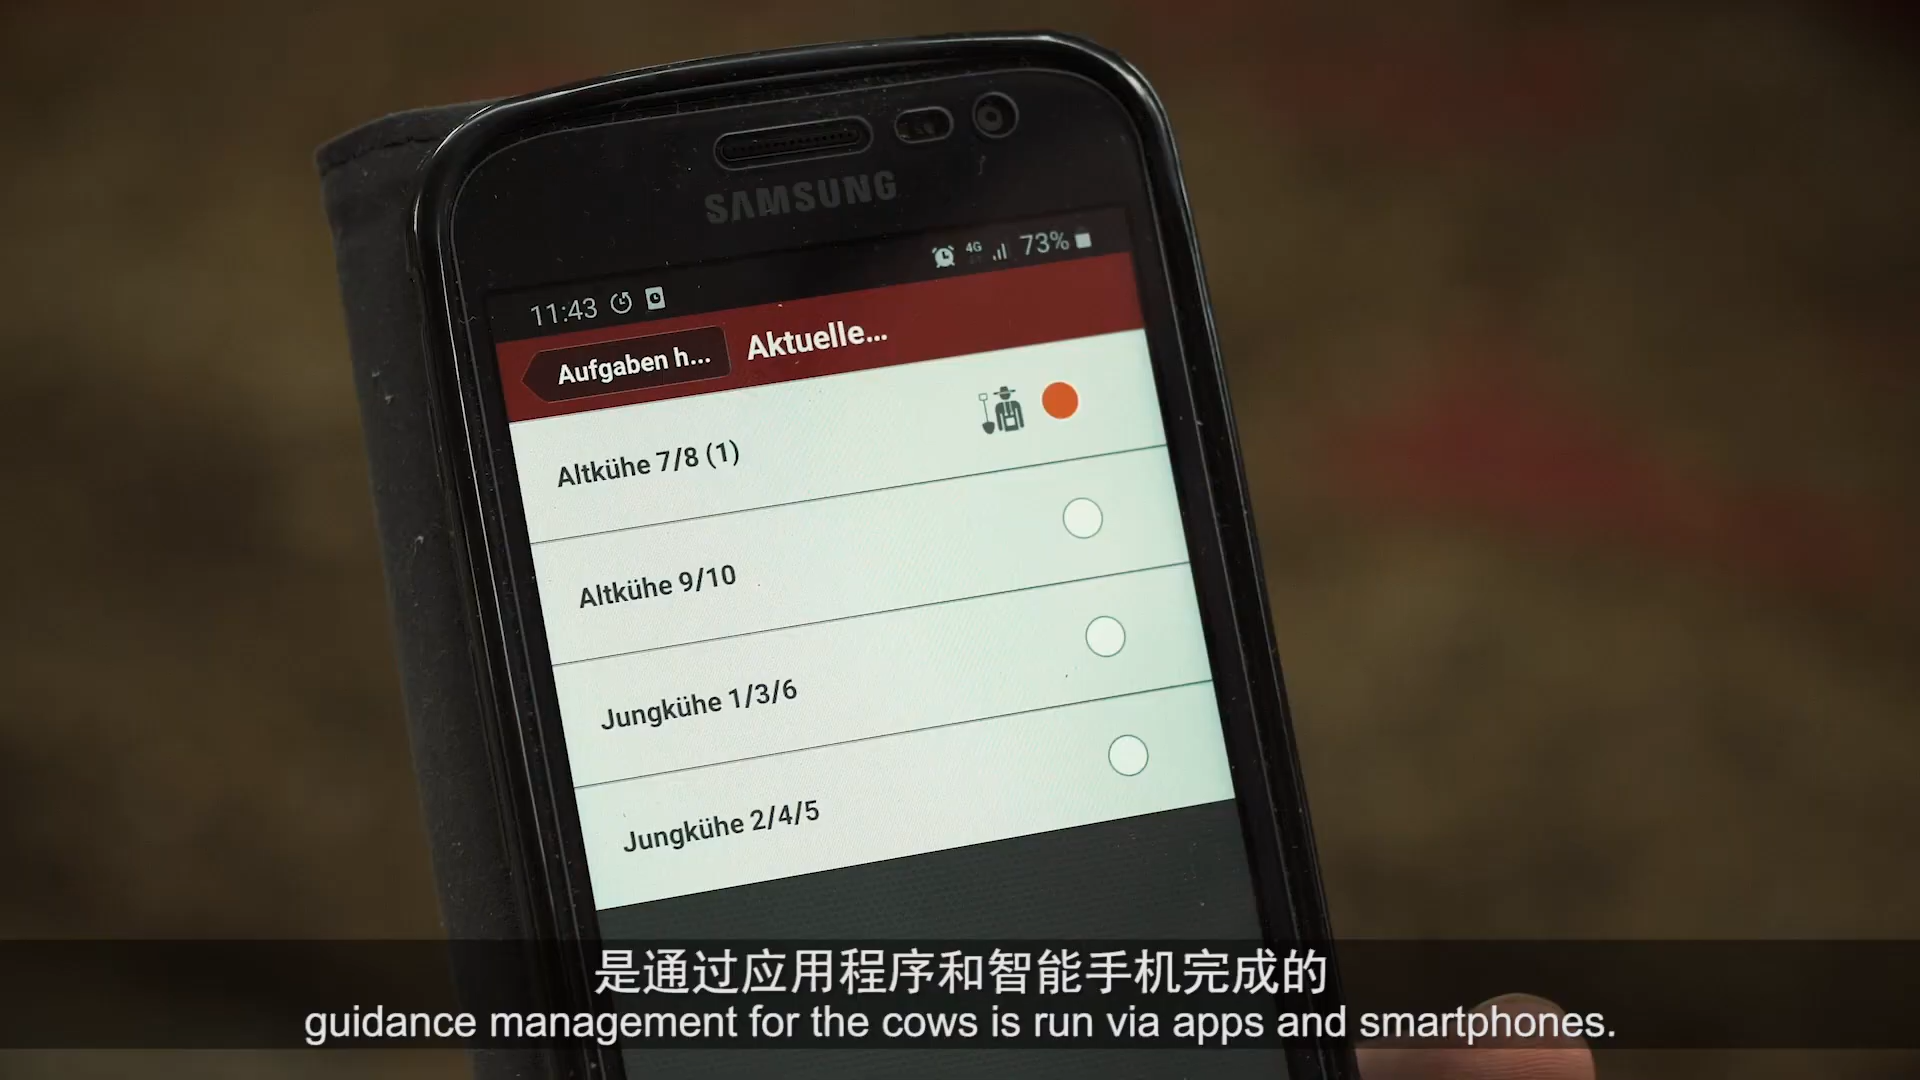 SAMSUNG
11:43
4G
73%
Aufgaben h...
Aktuelle...
Altkühe 7/8 (1)
Altkühe 9/10
Jungkühe 1/3/6
Jungkühe 2/4/5
是通过应用程序和智能手机完成的
guidance management for the cows is run via apps and smartphones.